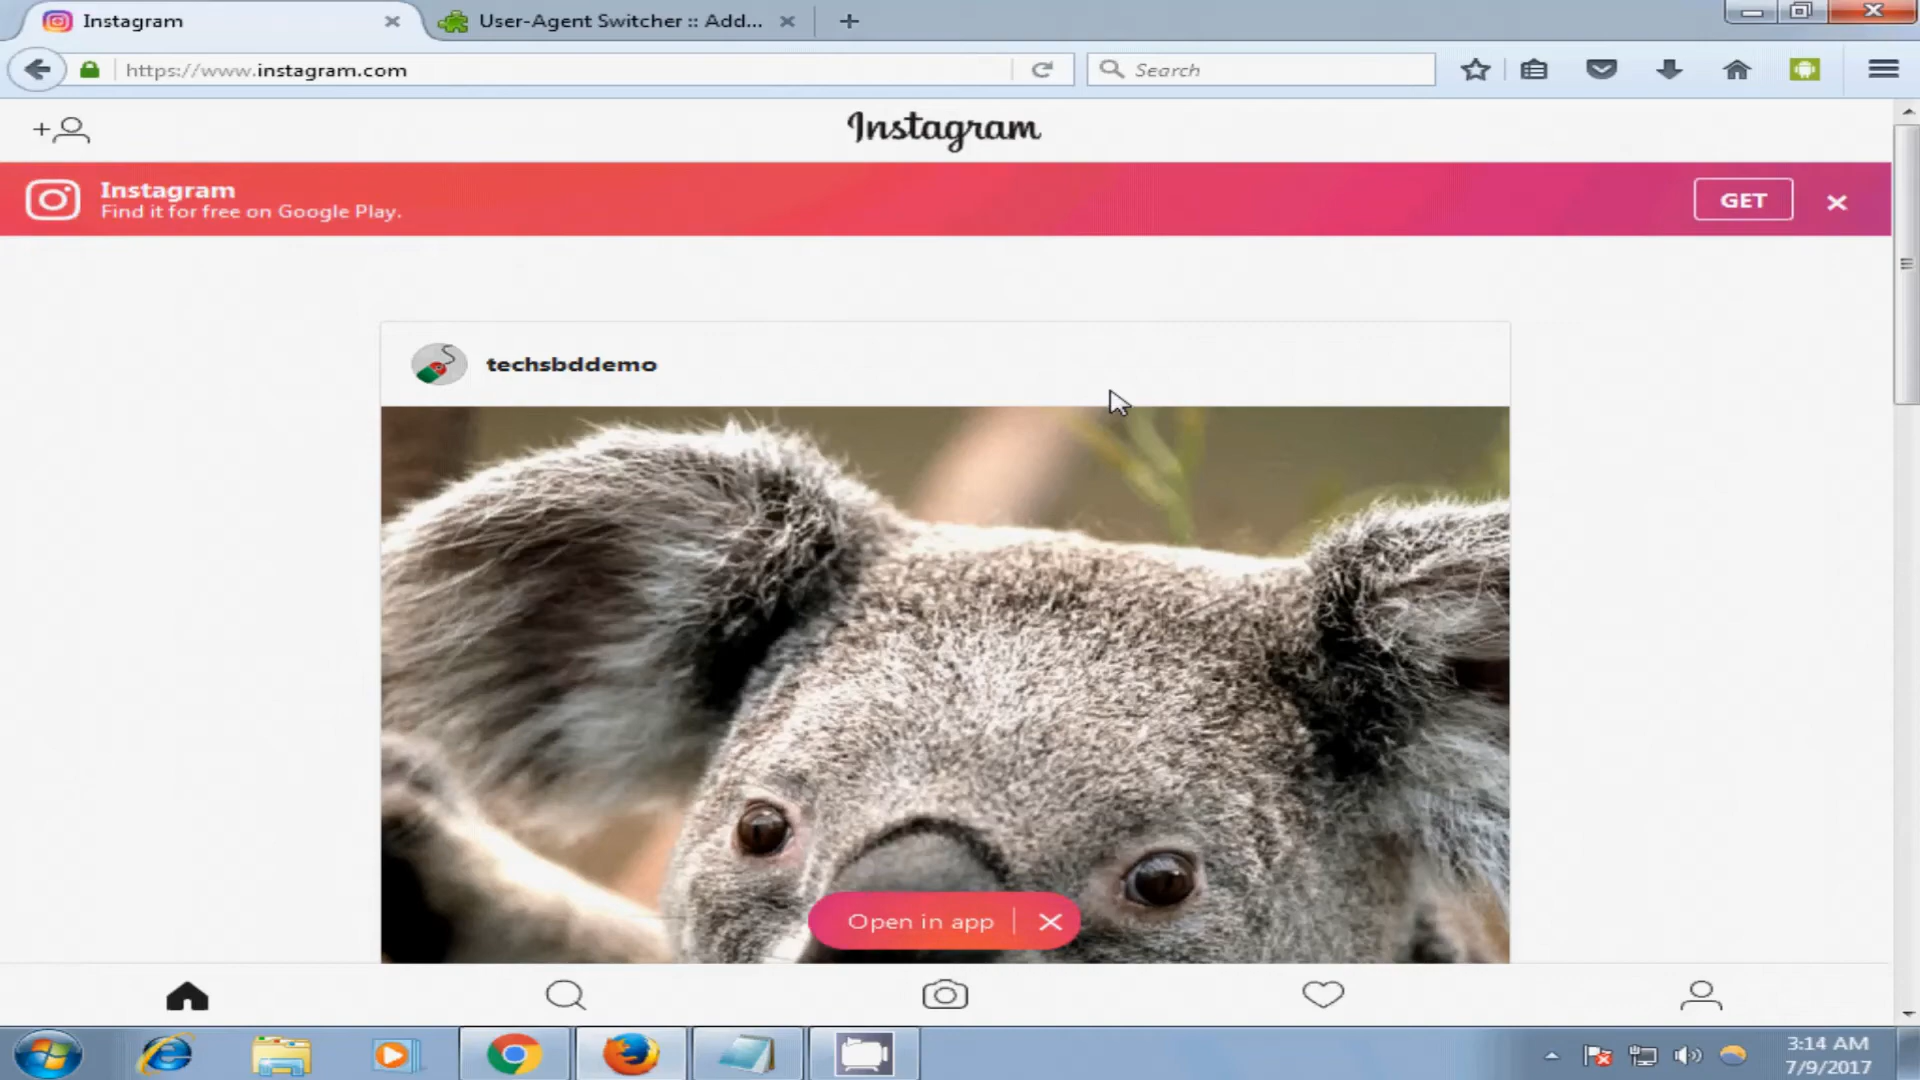 Instagram
User-Agent Switcher :: Add...
https://www.instagram.com
Search
Instagram
Instagram
Find it for free on Google Play.
GET
techsbddemo
Open in app
3:14 AM
7/9/2017